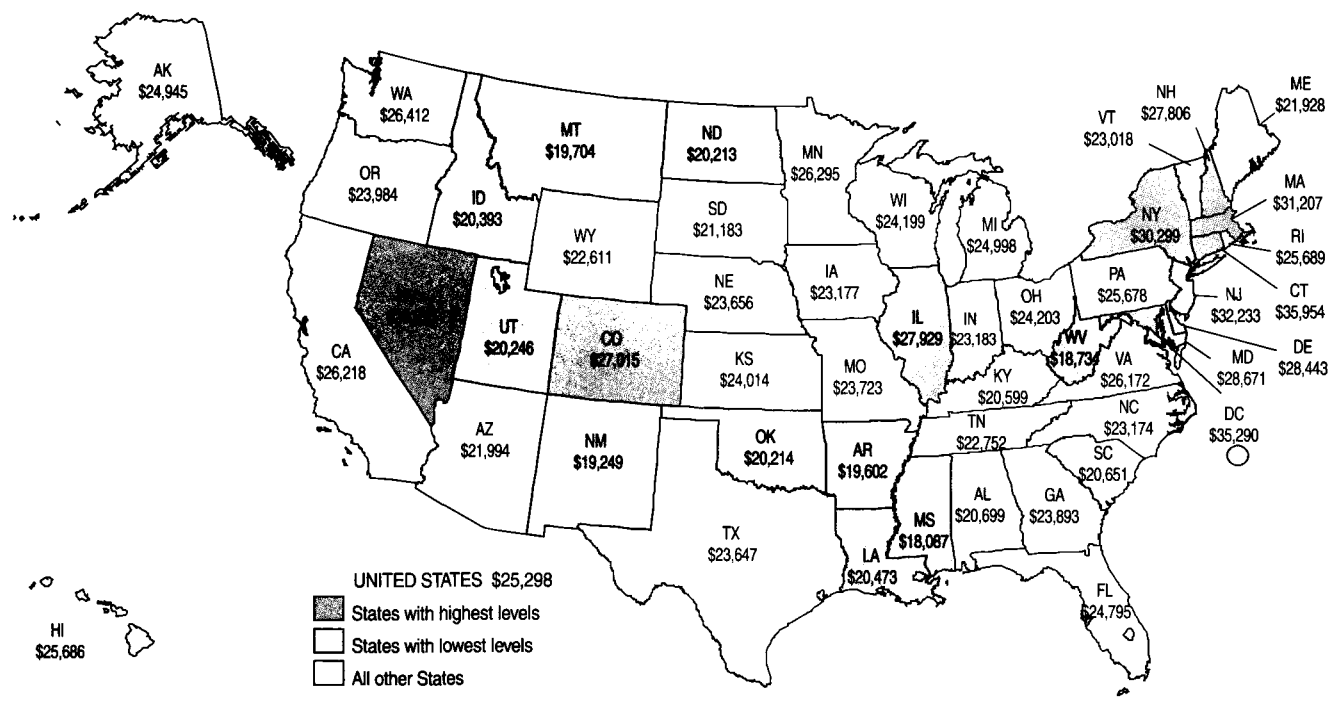 AK
$24,945
WA
$26,412
MT
$19,704
ND
$20,213
MN
$26,295
NH
$27,806
ME
$21,928
VT
$23,018
OR
$23,984
ID
$20,393
SD
$21,183
WI
$24,199
MI
$24,998
NY
$30,299
MA
$31,207
WY
$22,611
RI
$25,689
NE
$23,656
IA
$23,177
PA
$25,678
CT
$35,954
NJ
$32,233
UT
$20,246
CO
$27,015
IL
$27,929
IN
$23,183
OH
$24,203
WV
$18,734
DE
$28,443
CA
$26,218
KS
$24,014
MO
$23,723
KY
$20,599
VA
$26,172
MD
$28,671
DC
$35,290
AZ
$21,994
NM
$19,249
OK
$20,214
AR
$19,602
TN
$22,752
NC
$23,174
SC
$20,651
TX
$23,647
LA
$20,473
MS
$18,087
AL
$20,699
GA
$23,893
FL
$24,795
HI
$25,686
UNITED STATES $25,298
States with highest levels
States with lowest levels
All other States